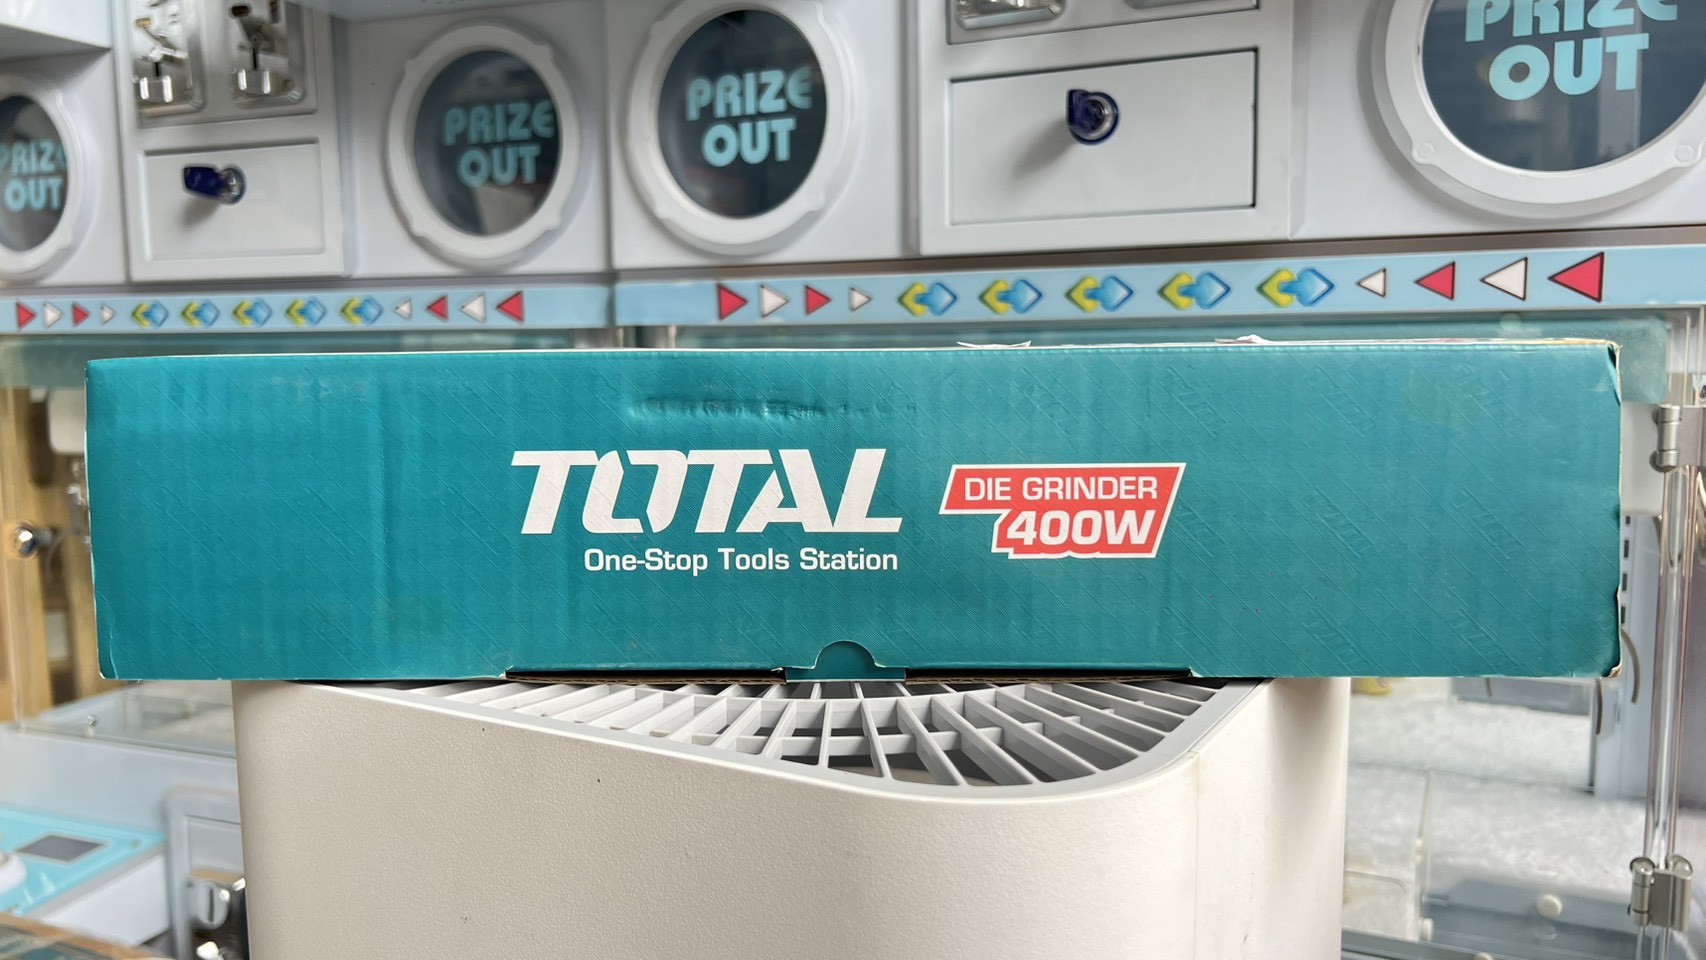 PRIZE
OUT
PRIZE
OUT
PRIZE
OUT
PRIZE
OUT
TOTAL
One-Stop Tools Station
DIE GRINDER
400W